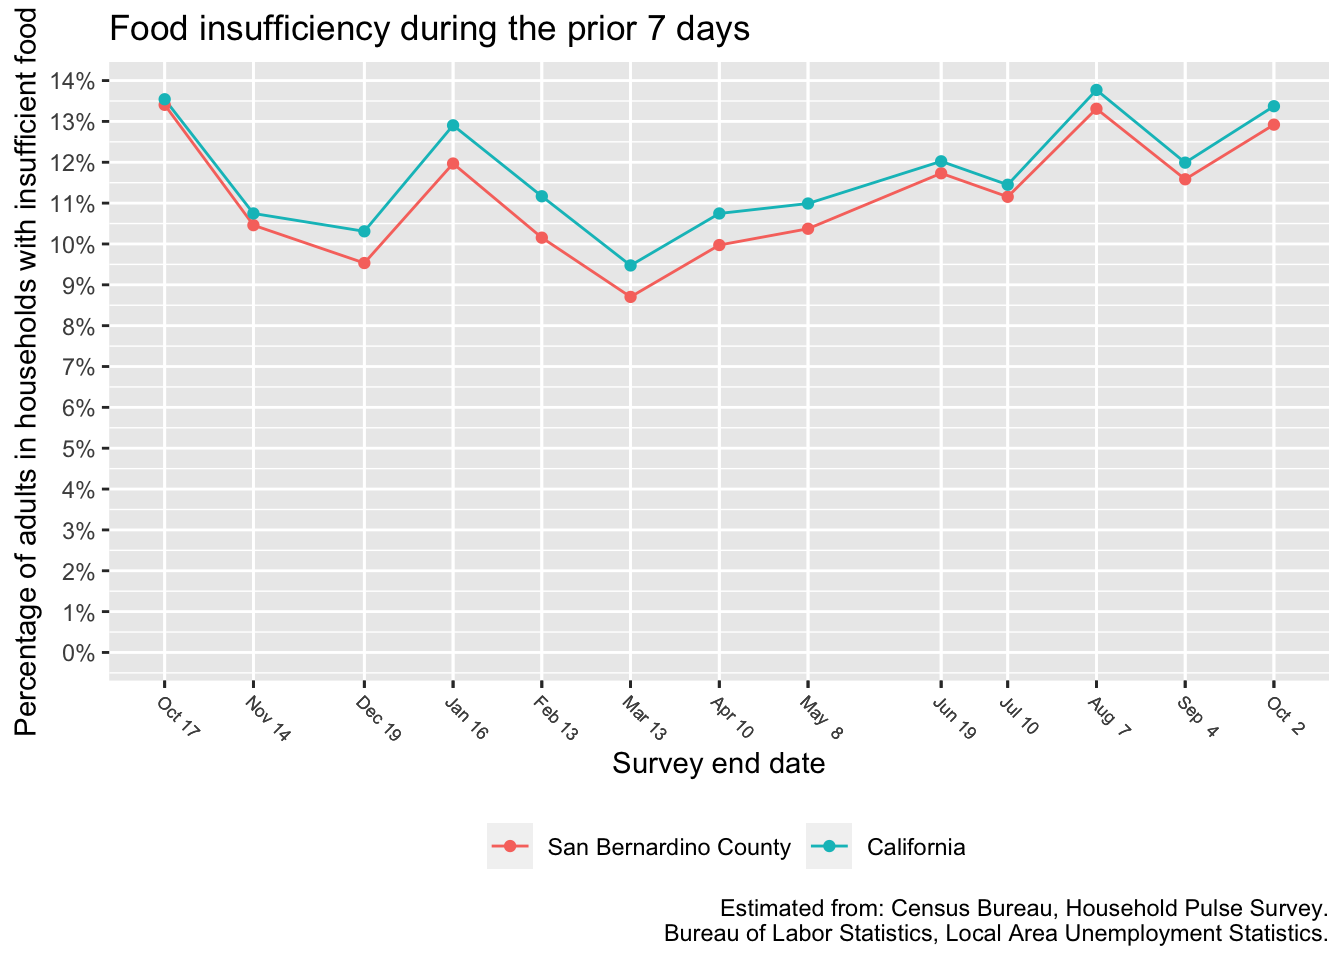 Food insufficiency during the prior 7 days
Percentage of adults in households with insufficient food
14%
13%
12%
11%
10%
9%
8%
7%
6%
5%
4%
3%
2%
1%
0%
Oct 17
Nov 14
Dec 19
Jan 16
Feb 13
Mar 13
Apr 10
May 8
Jun 19
Jul 10
Aug 7
Sep 4
Oct 2
Survey end date
San Bernardino County
California
Estimated from: Census Bureau, Household Pulse Survey.
Bureau of Labor Statistics, Local Area Unemployment Statistics.